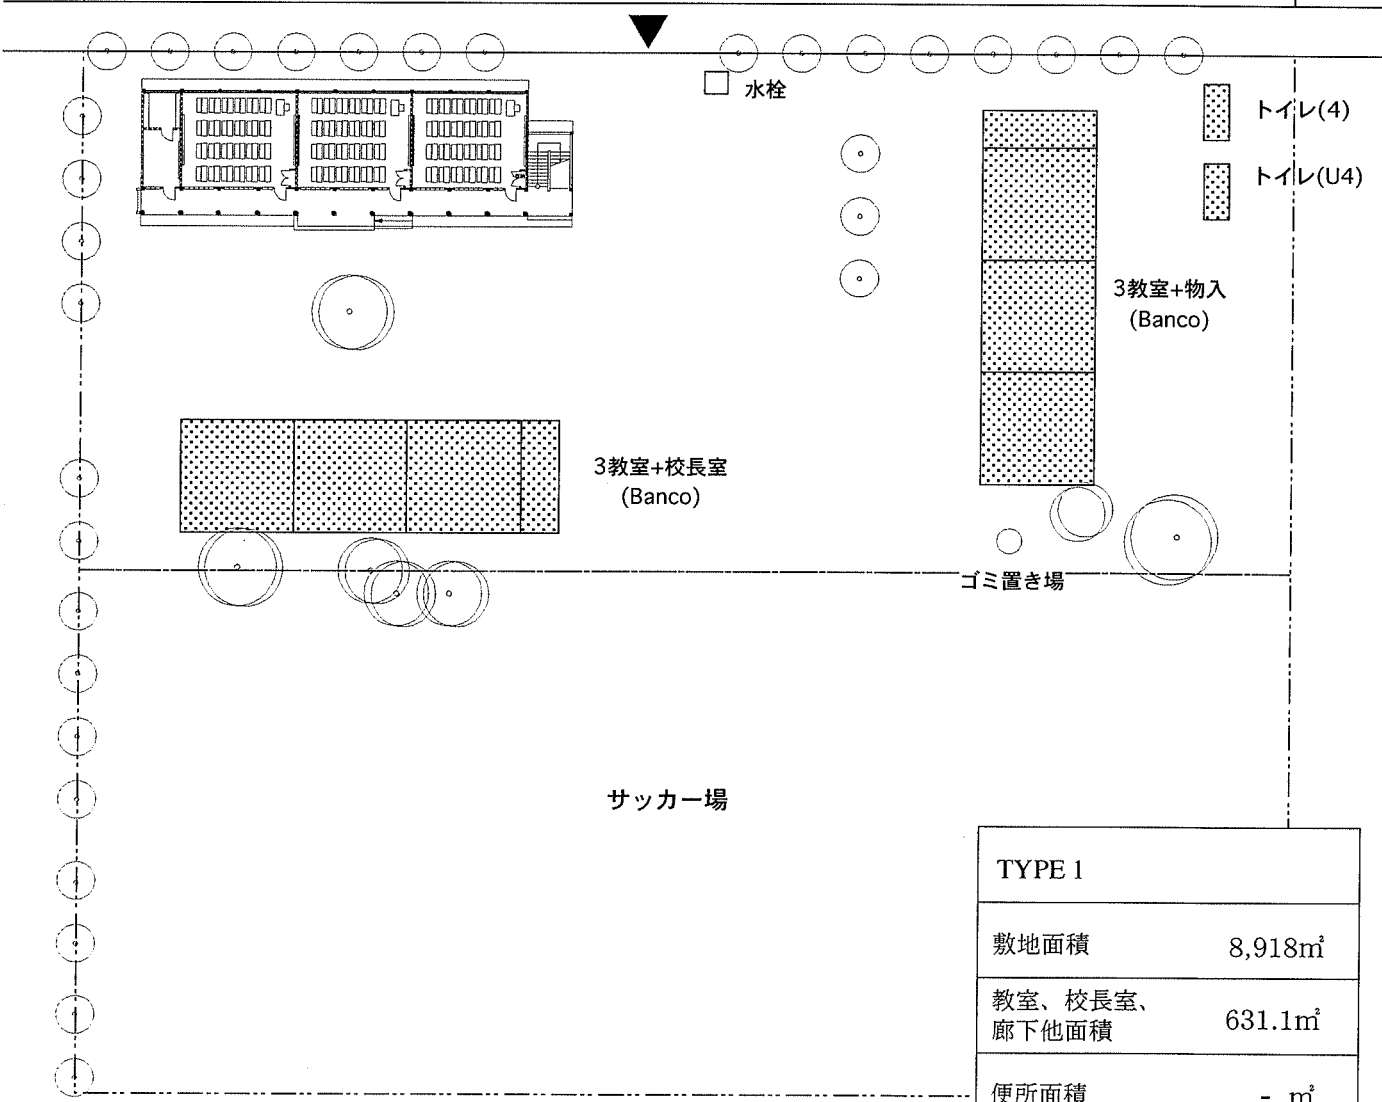 水栓
トイレ(4)
トイレ(U4)
3教室+物入
(Banco)
3教室+校長室
(Banco)
ゴミ置き場
サッカー場
TYPE 1
敷地面積 8,918㎡
教室、校長室、
廊下他面積 631.1㎡
便所面積 - ㎡